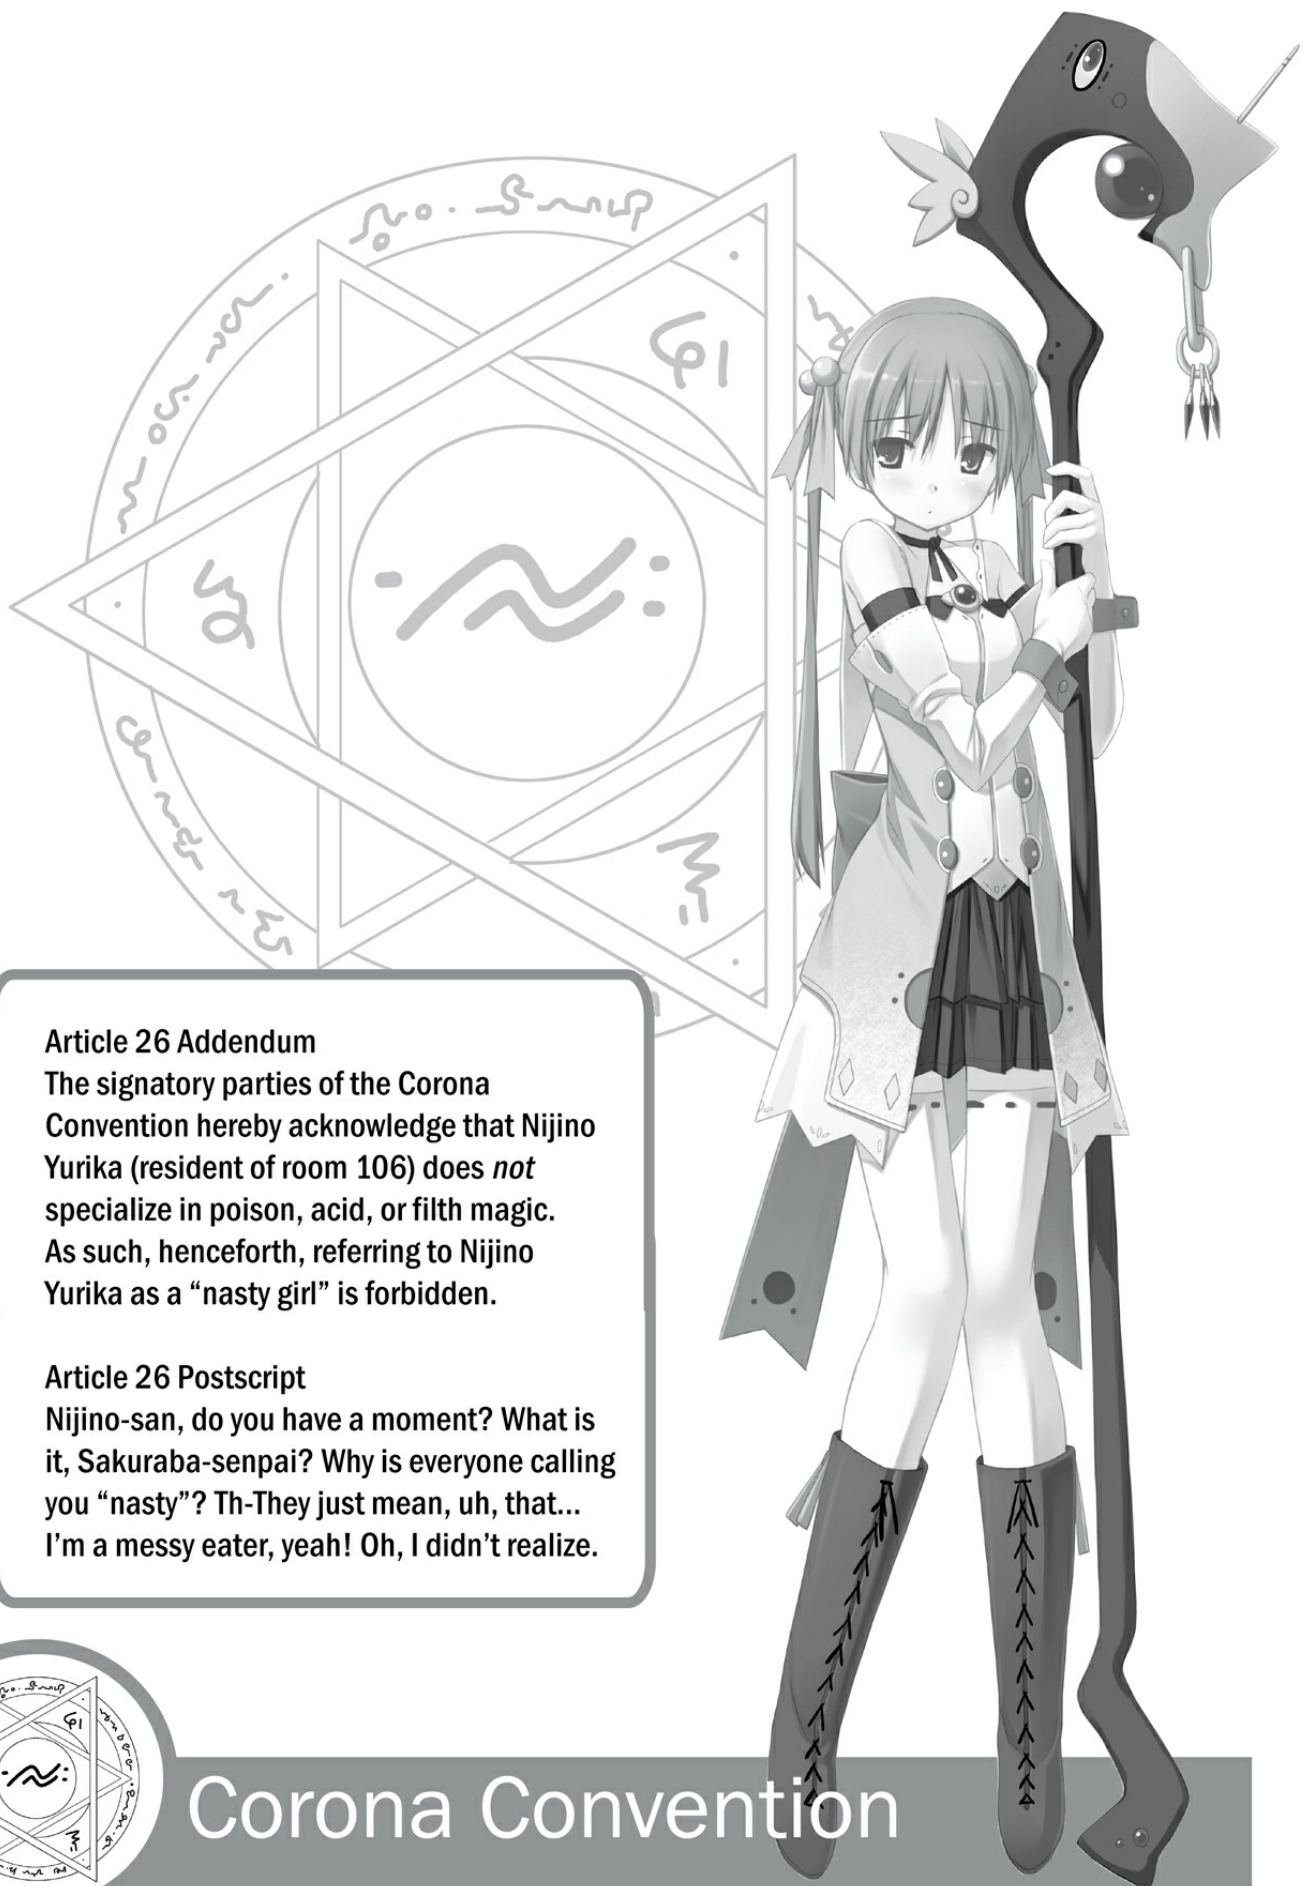 Article 26 Addendum
The signatory parties of the Corona
Convention hereby acknowledge that Nijino
Yurika (resident of room 106) does not
specialize in poison, acid, or filth magic.
As such, henceforth, referring to Nijino
Yurika as a “nasty girl” is forbidden.
Article 26 Postscript
Nijino-san, do you have a moment? What is
it, Sakuraba-senpai? Why is everyone calling
you “nasty”? Th-They just mean, uh, that...
I’m a messy eater, yeah! Oh, I didn’t realize.
Corona Convention